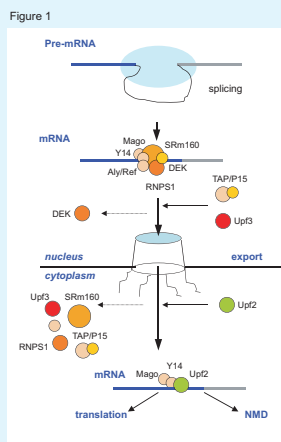 Figure 1
Pre-mRNA
splicing
mRNA
Mago
SRm160
Y14
DEK
Aly/Ref
RNPS1
TAP/P15
DEK
Upf3
nucleus
export
cytoplasm
Upf3
SRm160
Upf2
RNPS1
TAP/P15
mRNA
Y14
Mago
Upf2
translation
NMD